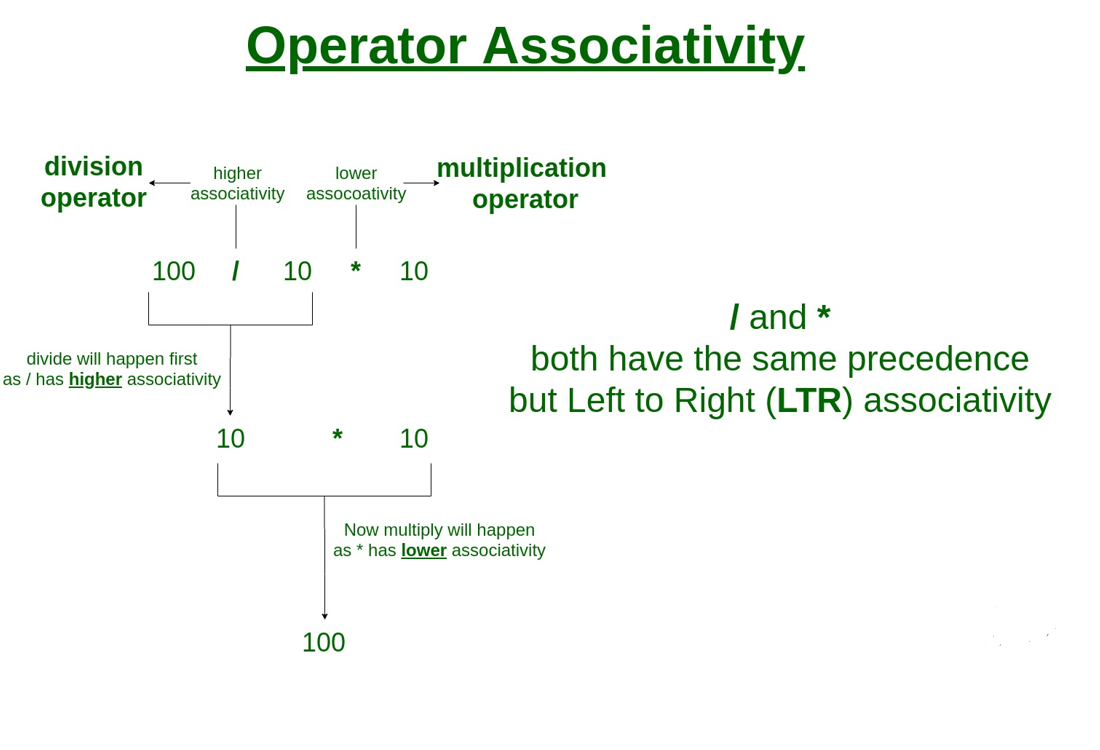 Operator Associativity
division
operator
higher
associativity
lower
assocoativity
multiplication
operator
100 / 10 * 10
/ and *
both have the same precedence
but Left to Right (LTR) associativity
divide will happen first
as / has higher associativity
10 * 10
Now multiply will happen
as * has lower associativity
100